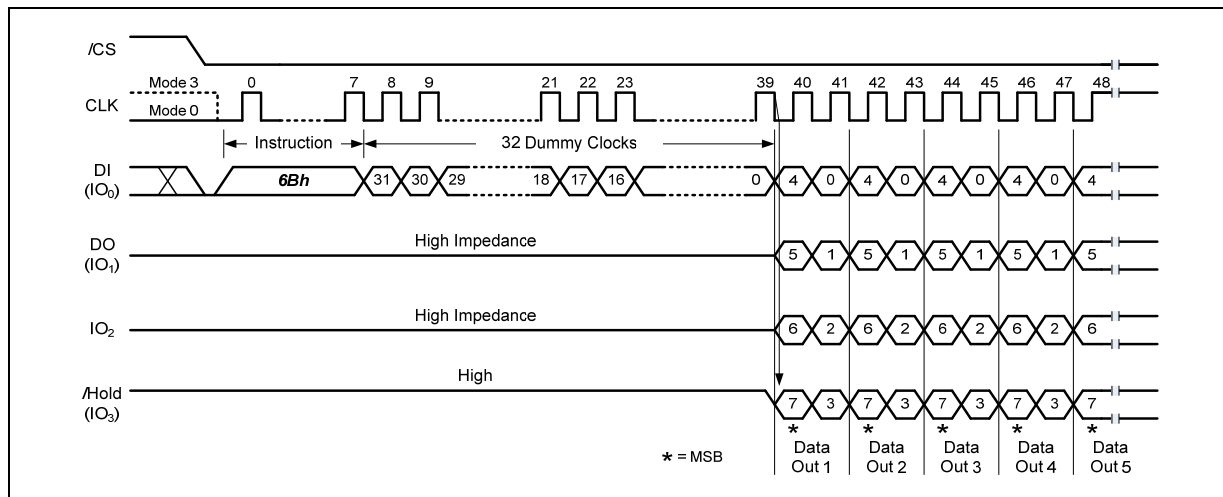 /CS
Mode 3 0 7 8 9 21 22 23 39 40 41 42 43 44 45 46 47 48
CLK
Mode 0
Instruction 32 Dummy Clocks
DI
(IO0) 6Bh 31 30 29 18 17 16 0 4 0 4 0 4 0 4 0 4
High Impedance
DO
(IO1) 5 1 5 1 5 1 5 1 5
High Impedance
IO2 6 2 6 2 6 2 6 2 6
High
/Hold
(IO3) 7 3 7 3 7 3 7 3 7
* * * * *
* = MSB
Data Data Data Data Data
Out 1 Out 2 Out 3 Out 4 Out 5